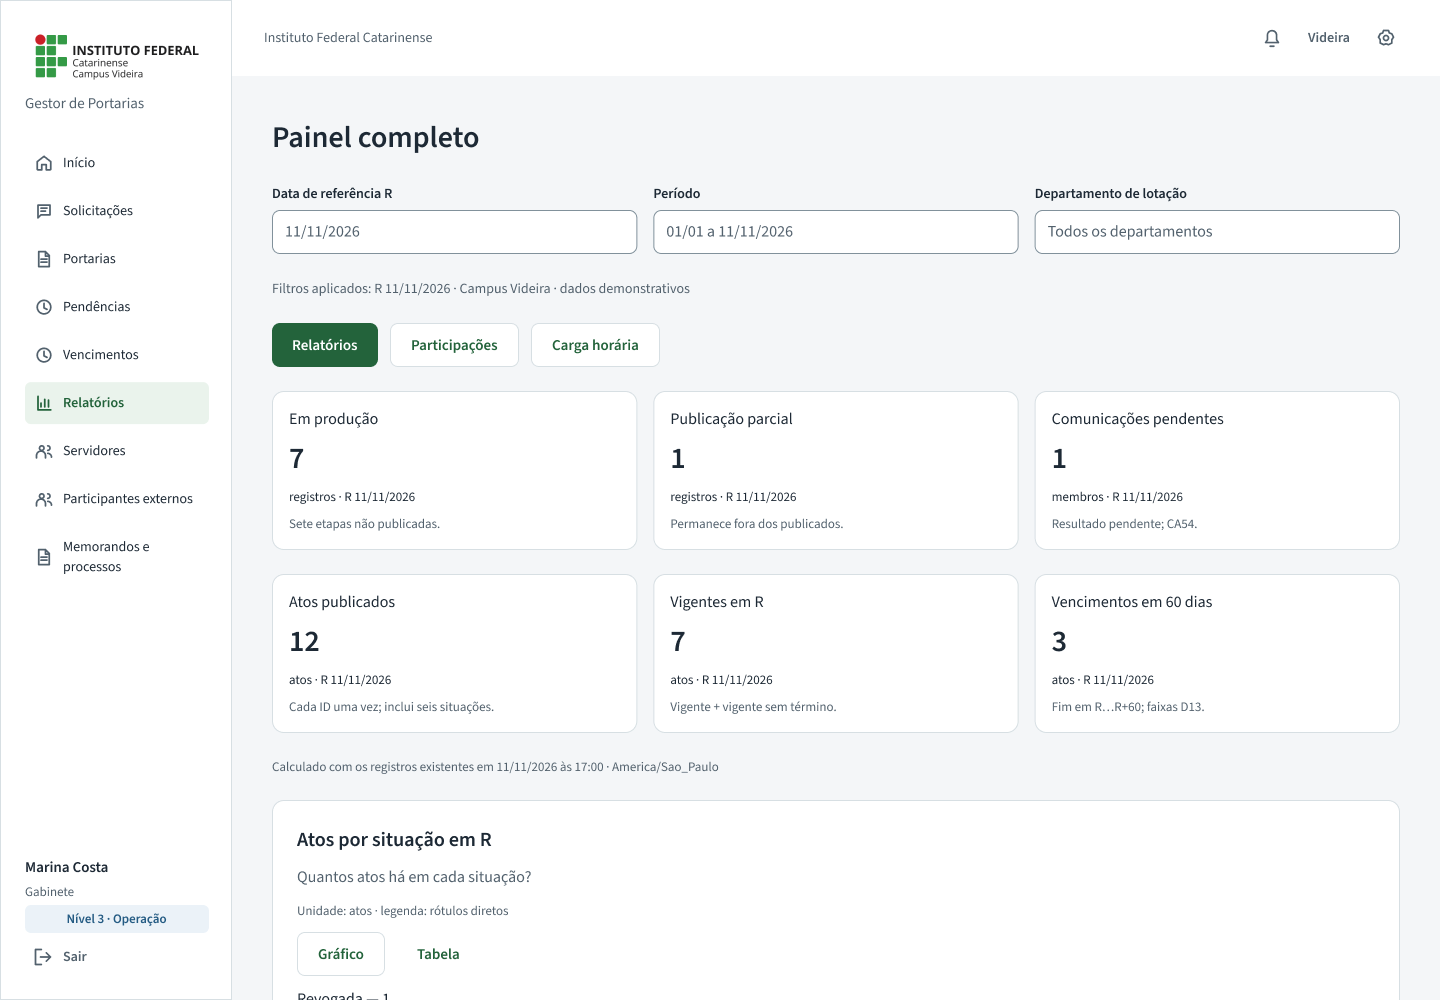 INSTITUTO FEDERAL
Catarinense
Campus Videira
Gestor de Portarias
Início
Solicitações
Portarias
Pendências
Vencimentos
Relatórios
Servidores
Participantes externos
Memorandos e
processos
Marina Costa
Gabinete
Nível 3 · Operação
Sair
Instituto Federal Catarinense
Videira
Painel completo
Data de referência R
Período
Departamento de lotação
11/11/2026
01/01 a 11/11/2026
Todos os departamentos
Filtros aplicados: R 11/11/2026 · Campus Videira · dados demonstrativos
Relatórios
Participações
Carga horária
Em produção
7
registros · R 11/11/2026
Sete etapas não publicadas.
Publicação parcial
1
registros · R 11/11/2026
Permanece fora dos publicados.
Comunicações pendentes
1
membros · R 11/11/2026
Resultado pendente; CA54.
Atos publicados
12
atos · R 11/11/2026
Cada ID uma vez; inclui seis situações.
Vigentes em R
7
atos · R 11/11/2026
Vigente + vigente sem término.
Vencimentos em 60 dias
3
atos · R 11/11/2026
Fim em R…R+60; faixas D13.
Calculado com os registros existentes em 11/11/2026 às 17:00 · America/Sao_Paulo
Atos por situação em R
Quantos atos há em cada situação?
Unidade: atos · legenda: rótulos diretos
Gráfico
Tabela
Revogada — 1